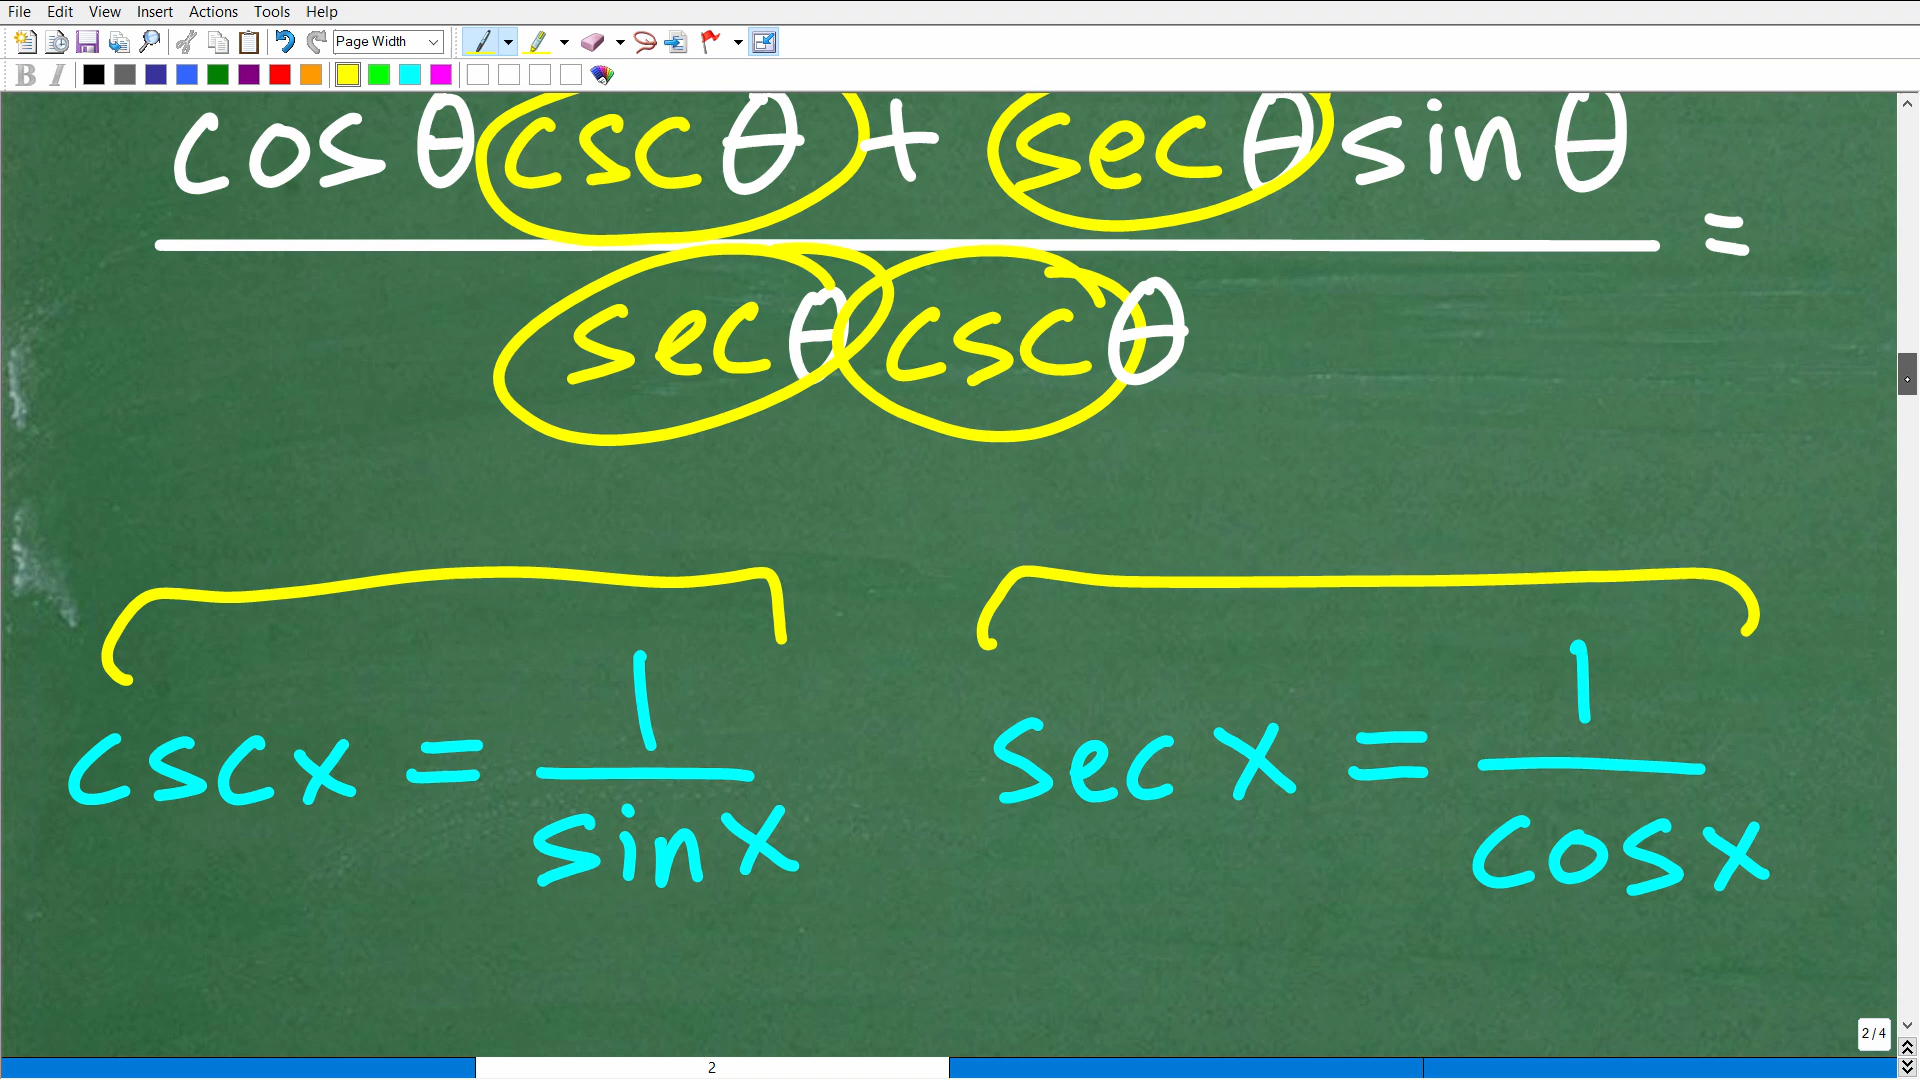 File Edit View Insert Actions Tools Help
Page Width
B I
cos θ csc θ + sec θ sin θ
=
sec θ csc θ
1 1
csc x = sec x =
sin x cos x
2/4
2